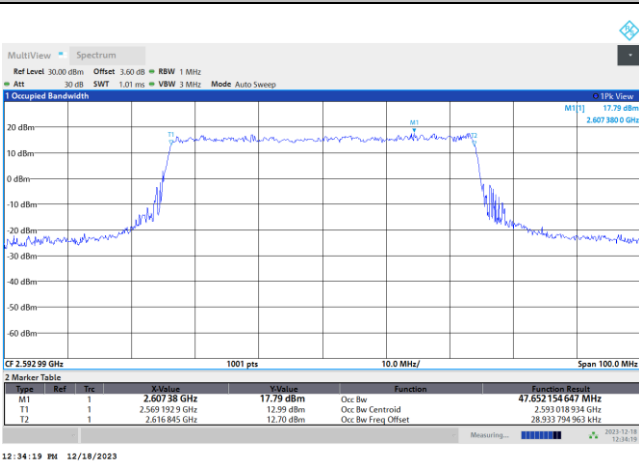 MultiView Spectrum
Ref Level 30.00 dBm Offset 3.60 dB RBW 1 MHz
Att 30 dB SWT 1.01 ms VBW 3 MHz Mode Auto Sweep
1 Occupied Bandwidth 1Pk View
M1[1] 17.79 dBm
2.607 380 0 GHz
M1
T1 T2
20 dBm
10 dBm
0 dBm
-10 dBm
-20 dBm
-30 dBm
-40 dBm
-50 dBm
-60 dBm
CF 2.592 99 GHz 1001 pts 10.0 MHz/ Span 100.0 MHz
2 Marker Table
Type Ref Trc X-Value Y-Value Function Function Result
M1 1 2.607 38 GHz 17.79 dBm Occ Bw 47.652 154 647 MHz
T1 1 2.569 192 9 GHz 12.99 dBm Occ Bw Centroid 2.593 018 934 GHz
T2 1 2.616 845 GHz 12.70 dBm Occ Bw Freq Offset 28.933 794 963 kHz
Measuring... 2023-12-18
12:34:19
12:34:19 PM 12/18/2023